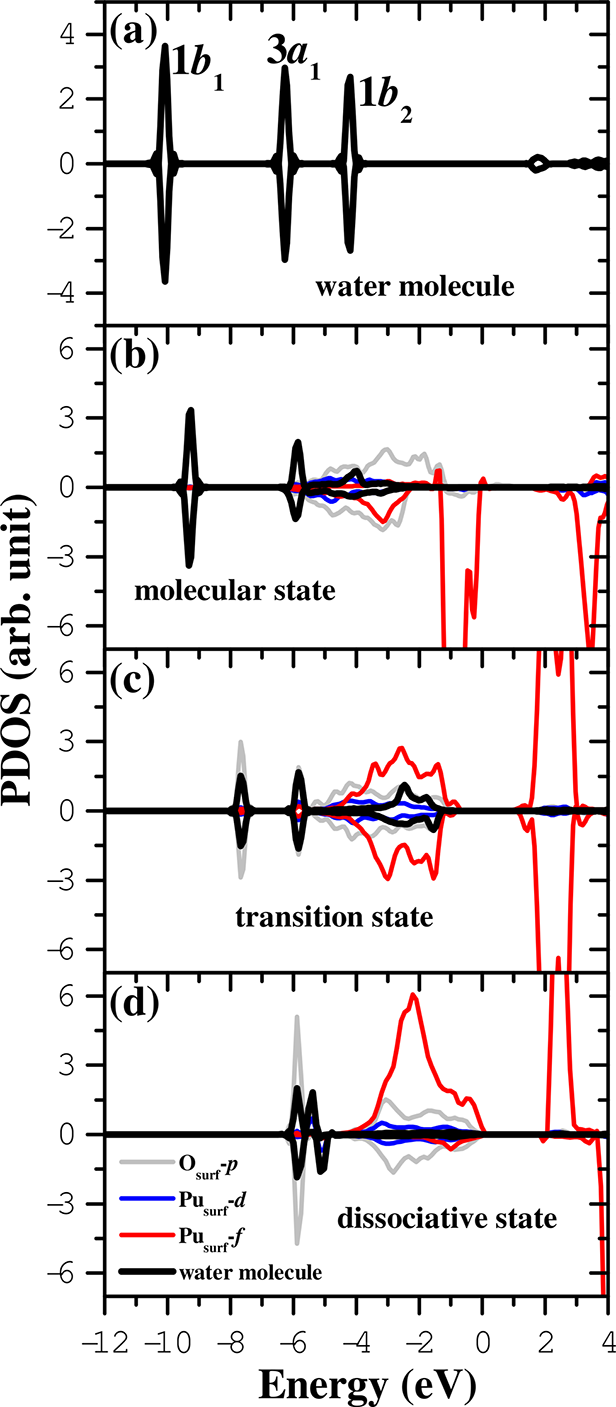 (a)
1b1
3a1
1b2
4
2
0
-2
-4
water molecule
(b)
6
3
0
-3
-6
molecular state
PDOS (arb. unit)
(c)
6
3
0
-3
-6
transition state
(d)
6
3
0
-3
-6
Osurf-p
Pusurf-d
Pusurf-f
water molecule
dissociative state
-12 -10 -8 -6 -4 -2 0 2 4
Energy (eV)